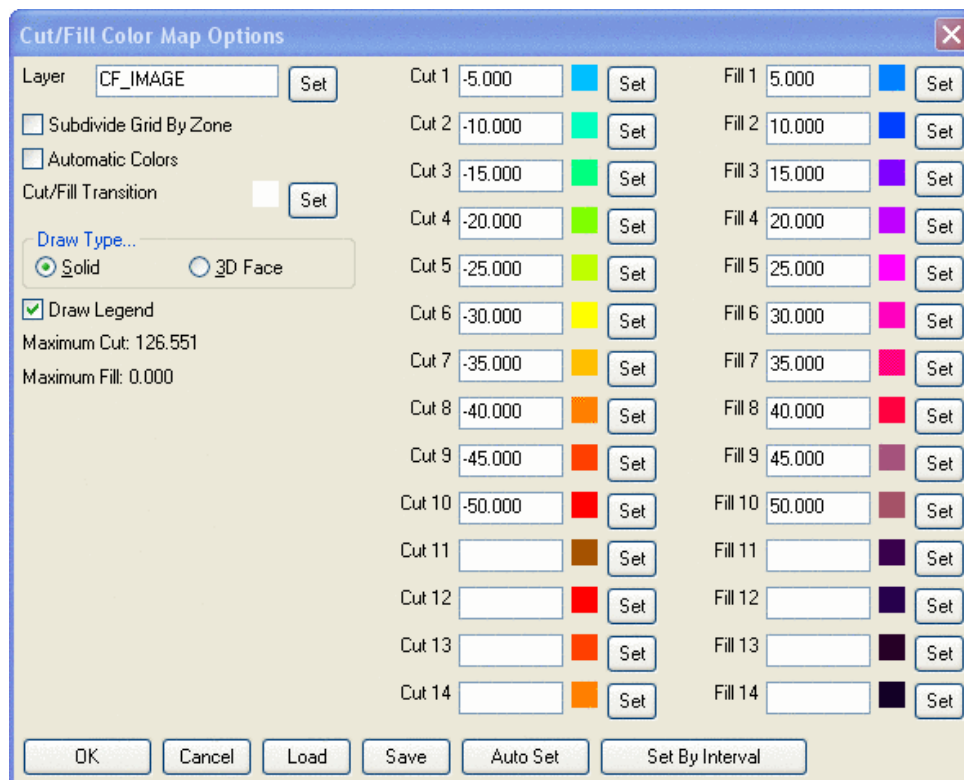 Cut/Fill Color Map Options
Layer CF_IMAGE Set
Subdivide Grid By Zone
Automatic Colors
Cut/Fill Transition Set
Draw Type...
Solid 3D Face
Draw Legend
Maximum Cut: 126.551
Maximum Fill: 0.000
Cut 1 -5.000 Set
Cut 2 -10.000 Set
Cut 3 -15.000 Set
Cut 4 -20.000 Set
Cut 5 -25.000 Set
Cut 6 -30.000 Set
Cut 7 -35.000 Set
Cut 8 -40.000 Set
Cut 9 -45.000 Set
Cut 10 -50.000 Set
Cut 11 Set
Cut 12 Set
Cut 13 Set
Cut 14 Set
Fill 1 5.000 Set
Fill 2 10.000 Set
Fill 3 15.000 Set
Fill 4 20.000 Set
Fill 5 25.000 Set
Fill 6 30.000 Set
Fill 7 35.000 Set
Fill 8 40.000 Set
Fill 9 45.000 Set
Fill 10 50.000 Set
Fill 11 Set
Fill 12 Set
Fill 13 Set
Fill 14 Set
OK Cancel Load Save Auto Set Set By Interval